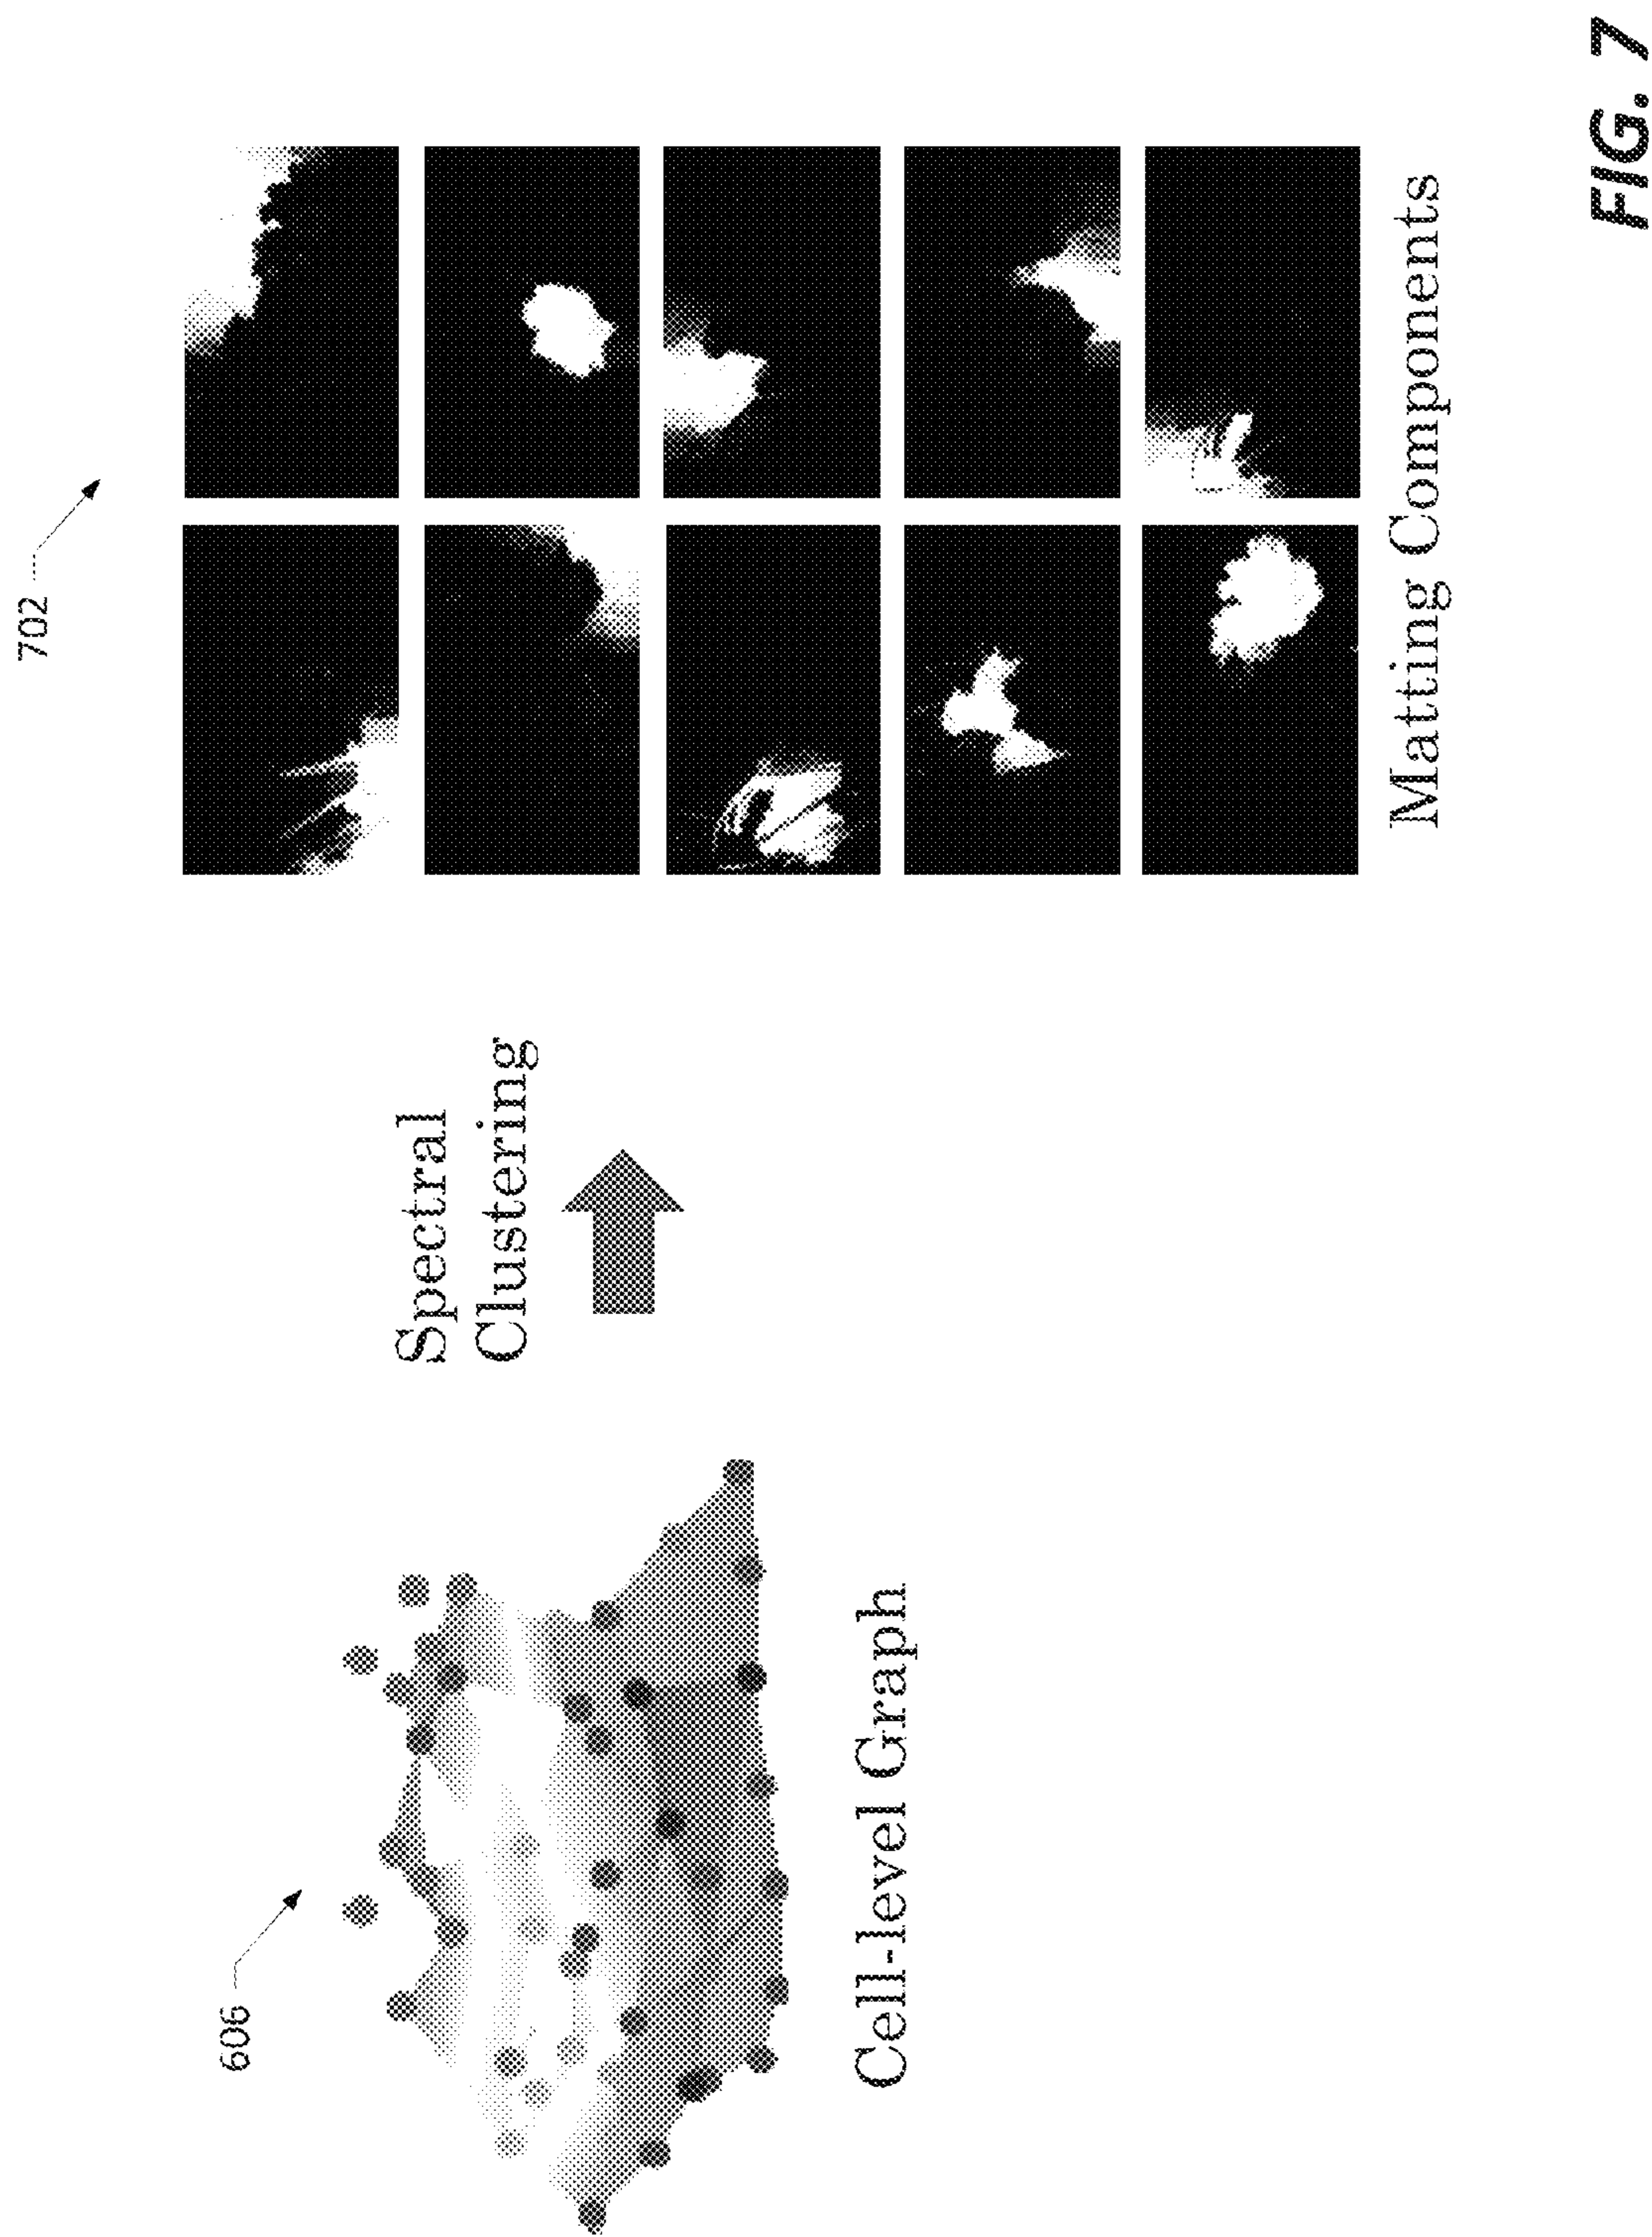 702
606
Spectral
Clustering
Cell-level Graph
Matting Components
FIG. 7